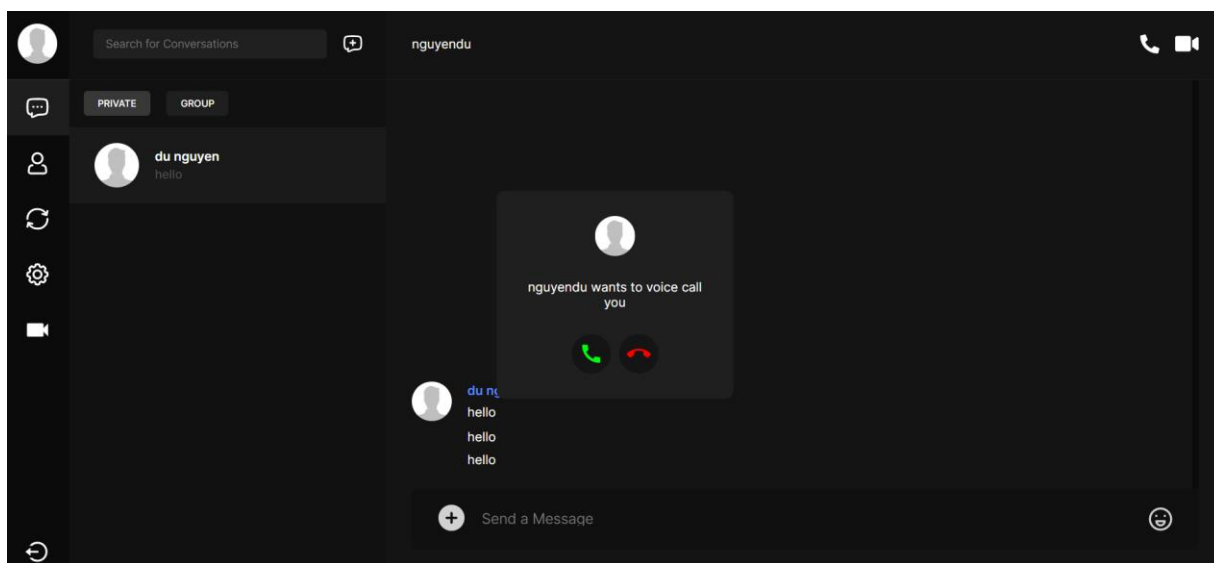 Search for Conversations
nguyendu
PRIVATE
GROUP
du nguyen
hello
nguyendu wants to voice call
you
du
hello
hello
hello
Send a Message